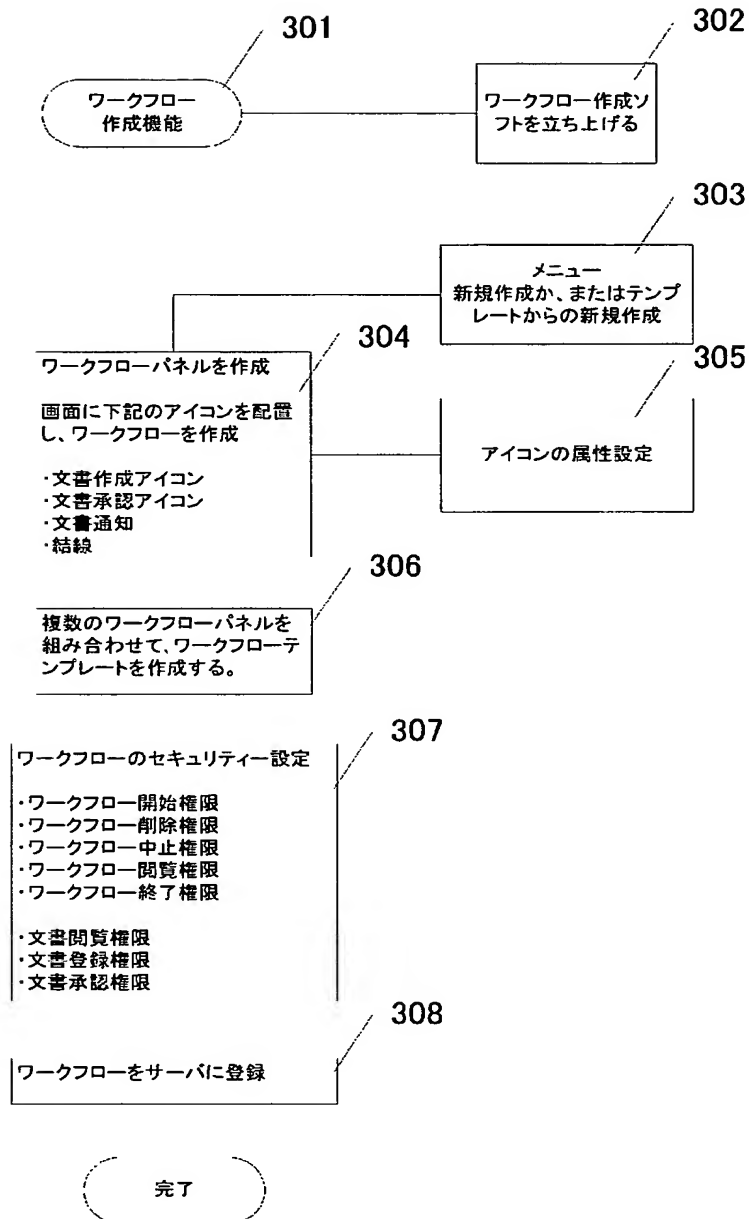 301
ワークフロー
作成機能
302
ワークフロー作成ソ
フトを立ち上げる
303
メニュー
新規作成か、またはテンプ
レートからの新規作成
304
ワークフローパネルを作成
画面に下記のアイコンを配置
し、ワークフローを作成
・文書作成アイコン
・文書承認アイコン
・文書通知
・結線
305
アイコンの属性設定
306
複数のワークフローパネルを
組み合わせて、ワークフローテ
ンプレートを作成する。
307
ワークフローのセキュリティー設定
・ワークフロー開始権限
・ワークフロー削除権限
・ワークフロー中止権限
・ワークフロー閲覧権限
・ワークフロー終了権限
・文書閲覧権限
・文書登録権限
・文書承認権限
308
ワークフローをサーバに登録
完了